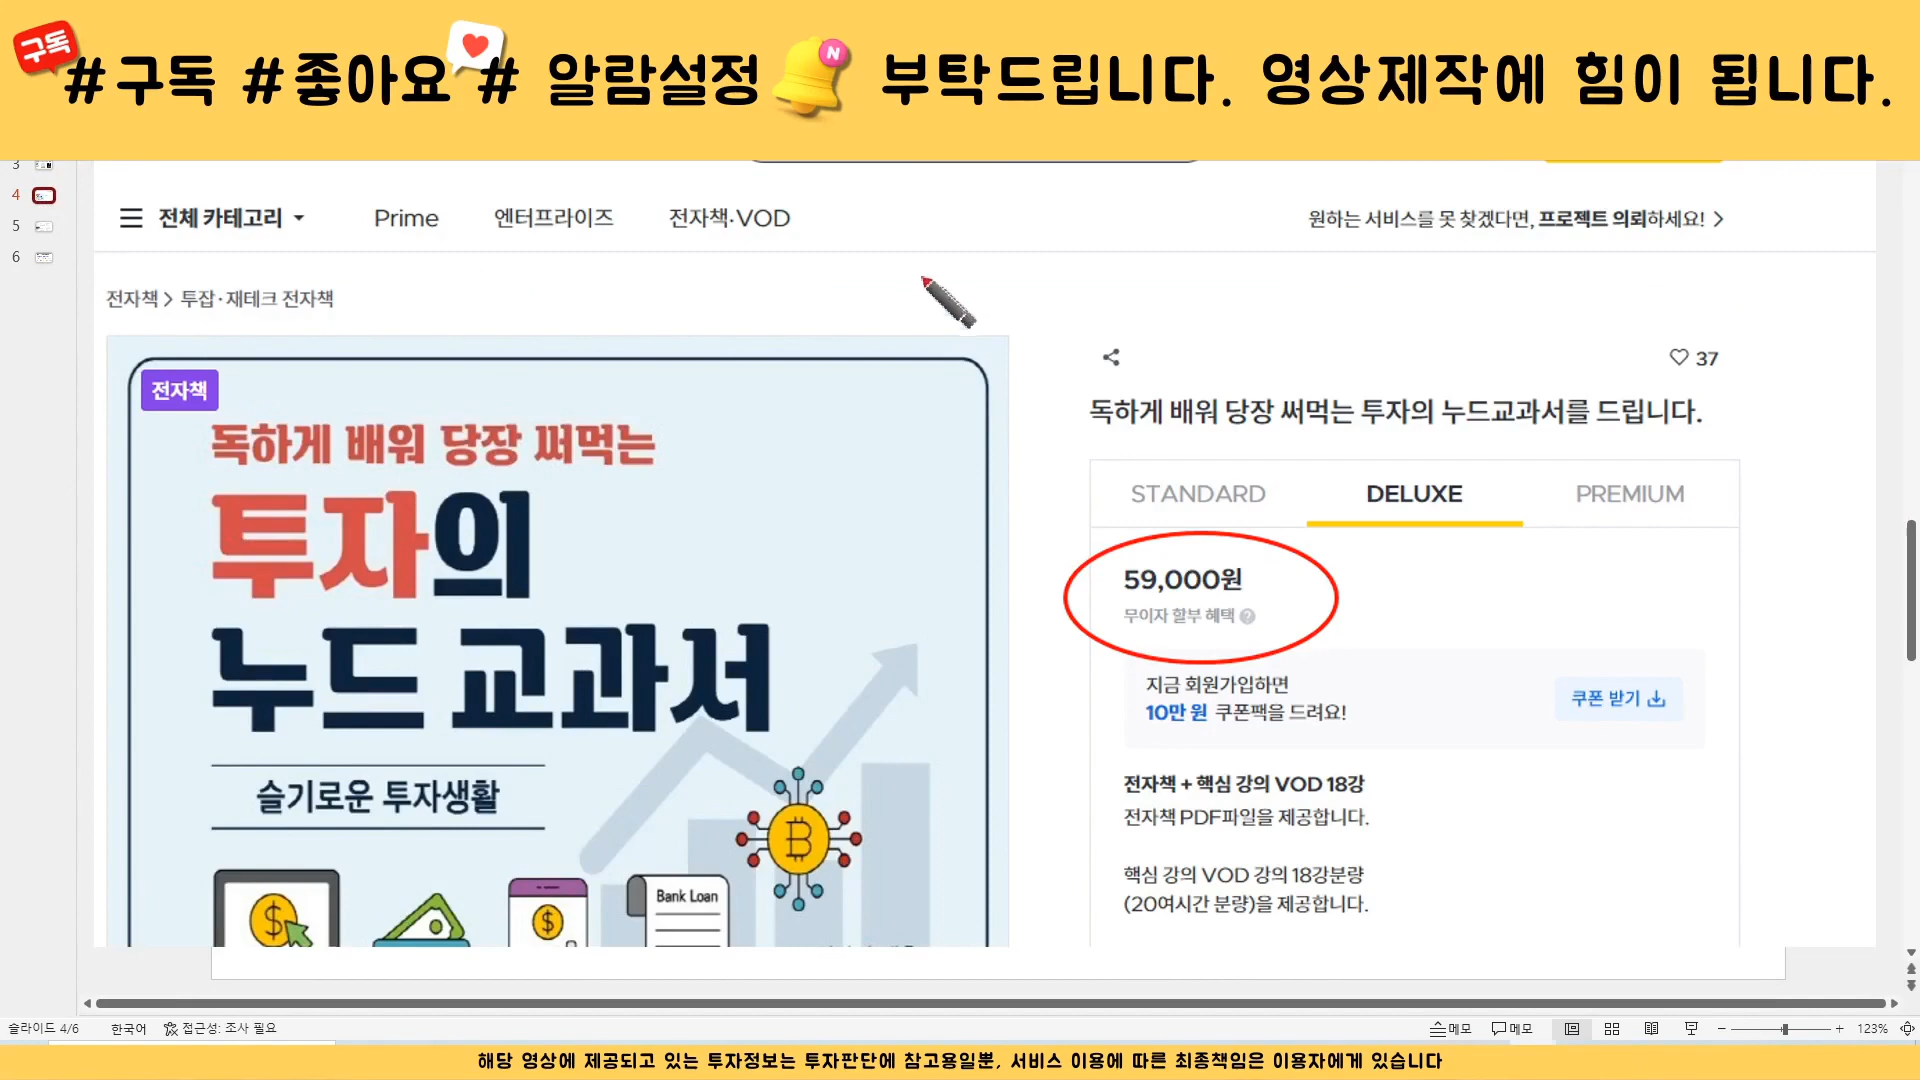 구독
#구독 #좋아요 # 알람설정 부탁드립니다. 영상제작에 힘이 됩니다.
N
3
4
5
6
전체 카테고리 Prime 엔터프라이즈 전자책·VOD
원하는 서비스를 못 찾겠다면, 프로젝트 의뢰하세요! >
전자책 > 투잡·재테크 전자책
전자책
독하게 배워 당장 써먹는
투자의
누드 교과서
슬기로운 투자생활
Bank Loan
37
독하게 배워 당장 써먹는 투자의 누드교과서를 드립니다.
STANDARD DELUXE PREMIUM
59,000원
무이자 할부 혜택 ?
지금 회원가입하면
10만 원 쿠폰팩을 드려요!
쿠폰 받기
전자책 + 핵심 강의 VOD 18강
전자책 PDF파일을 제공합니다.
핵심 강의 VOD 강의 18강분량
(20여시간 분량)을 제공합니다.
슬라이드 4/6 한국어 접근성: 조사 필요
메모 메모 123%
해당 영상에 제공되고 있는 투자정보는 투자판단에 참고용일뿐, 서비스 이용에 따른 최종책임은 이용자에게 있습니다